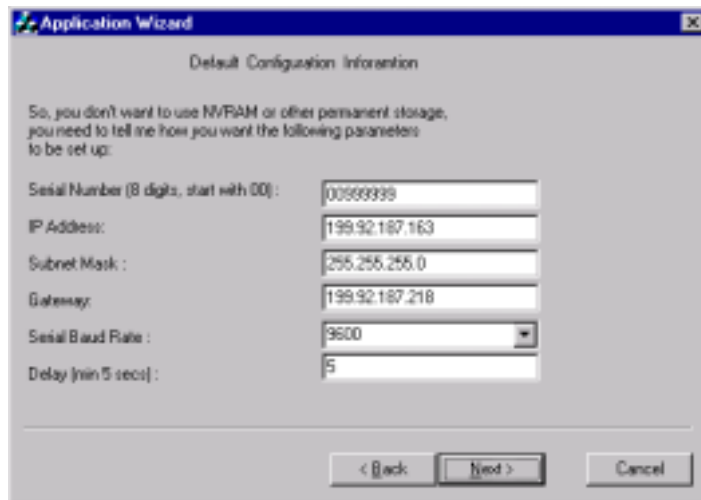 Application Wizard
Default Configuration Inforamtion
So, you don't want to use NVRAM or other permanent storage,
you need to tell me how you want the following parameters
to be set up:
Serial Number (8 digits, start with 00) : 00999999
IP Address: 199.92.187.163
Subnet Mask : 255.255.255.0
Gateway: 199.92.187.218
Serial Baud Rate : 9600
Delay (min 5 secs) : 5
< Back Next > Cancel